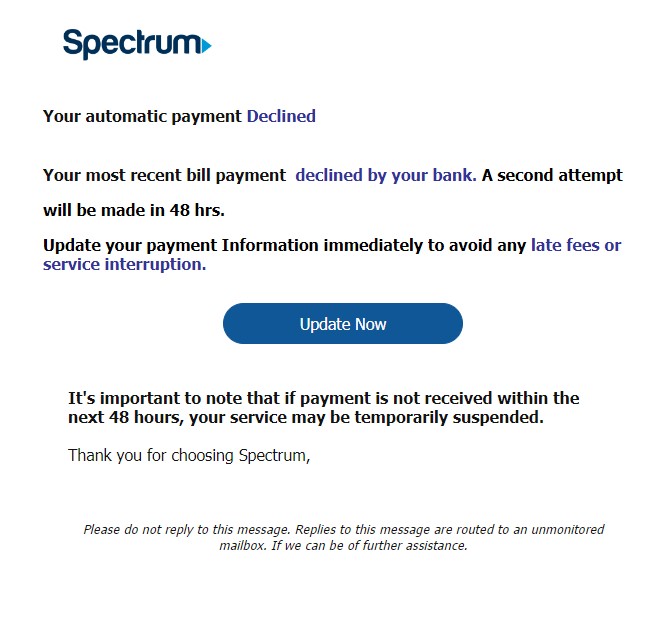 Spectrum
Your automatic payment Declined
Your most recent bill payment  declined by your bank. A second attempt
will be made in 48 hrs.
Update your payment Information immediately to avoid any late fees or
service interruption.
Update Now
It's important to note that if payment is not received within the
next 48 hours, your service may be temporarily suspended.
Thank you for choosing Spectrum,
Please do not reply to this message. Replies to this message are routed to an unmonitored
mailbox. If we can be of further assistance.